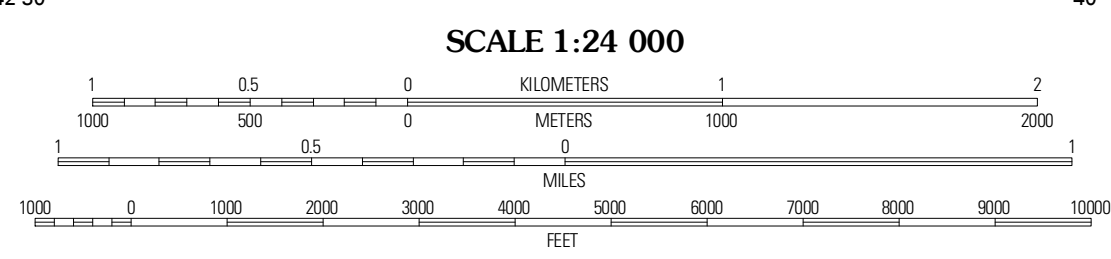 SCALE 1:24 000
1 0.5 0 KILOMETERS 1 2
1000 500 0 METERS 1000 2000
1 0.5 0 1
MILES
1000 0 1000 2000 3000 4000 5000 6000 7000 8000 9000 10000
FEET